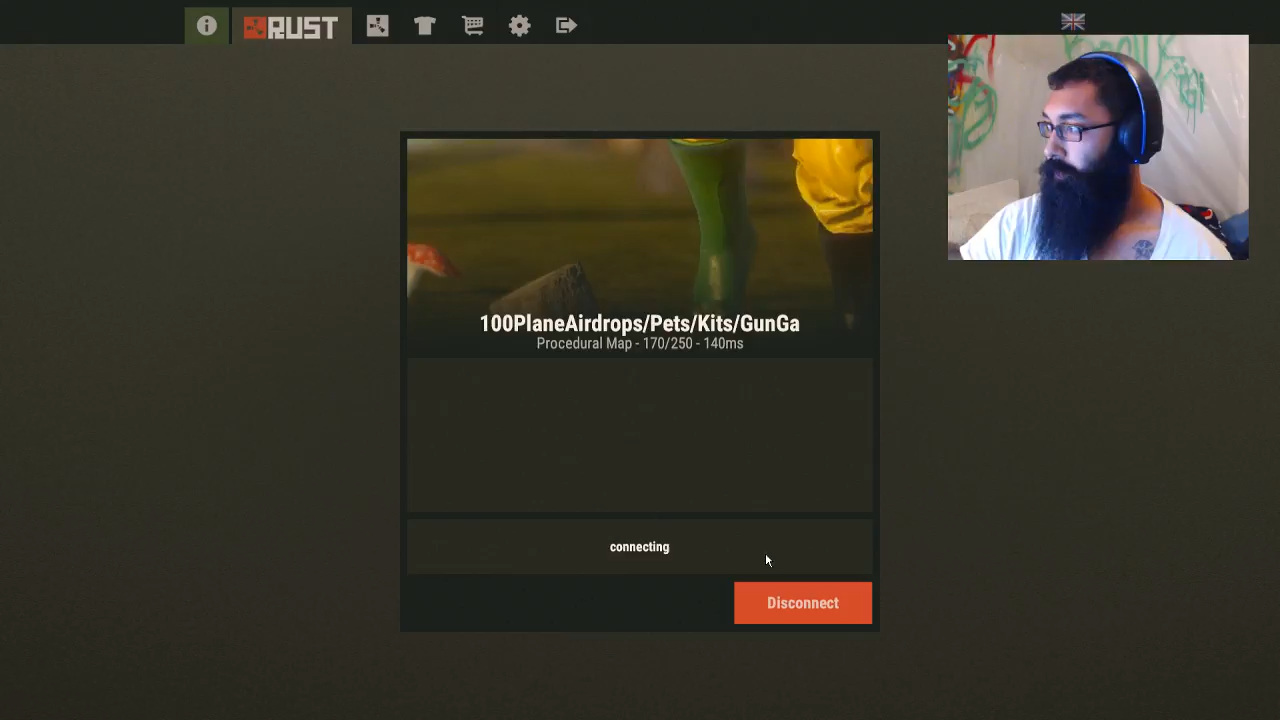 RUST
100PlaneAirdrops/Pets/Kits/GunGa
Procedural Map - 170/250 - 140ms
connecting
Disconnect